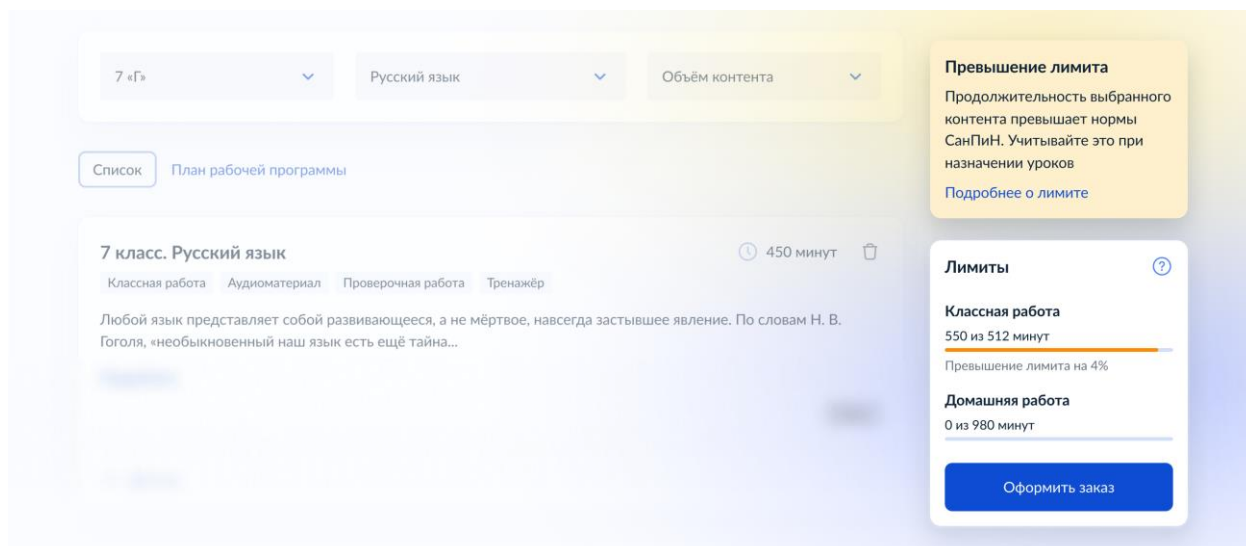 7 «Г»
Русский язык
Объём контента
Список
План рабочей программы
7 класс. Русский язык
450 минут
Классная работа
Аудиоматериал
Проверочная работа
Тренажёр
Любой язык представляет собой развивающееся, а не мёртвое, навсегда застывшее явление. По словам Н. В.
Гоголя, «необыкновенный наш язык есть ещё тайна...
Превышение лимита
Продолжительность выбранного
контента превышает нормы
СанПиН. Учитывайте это при
назначении уроков
Подробнее о лимите
Лимиты
?
Классная работа
550 из 512 минут
Превышение лимита на 4%
Домашняя работа
0 из 980 минут
Оформить заказ